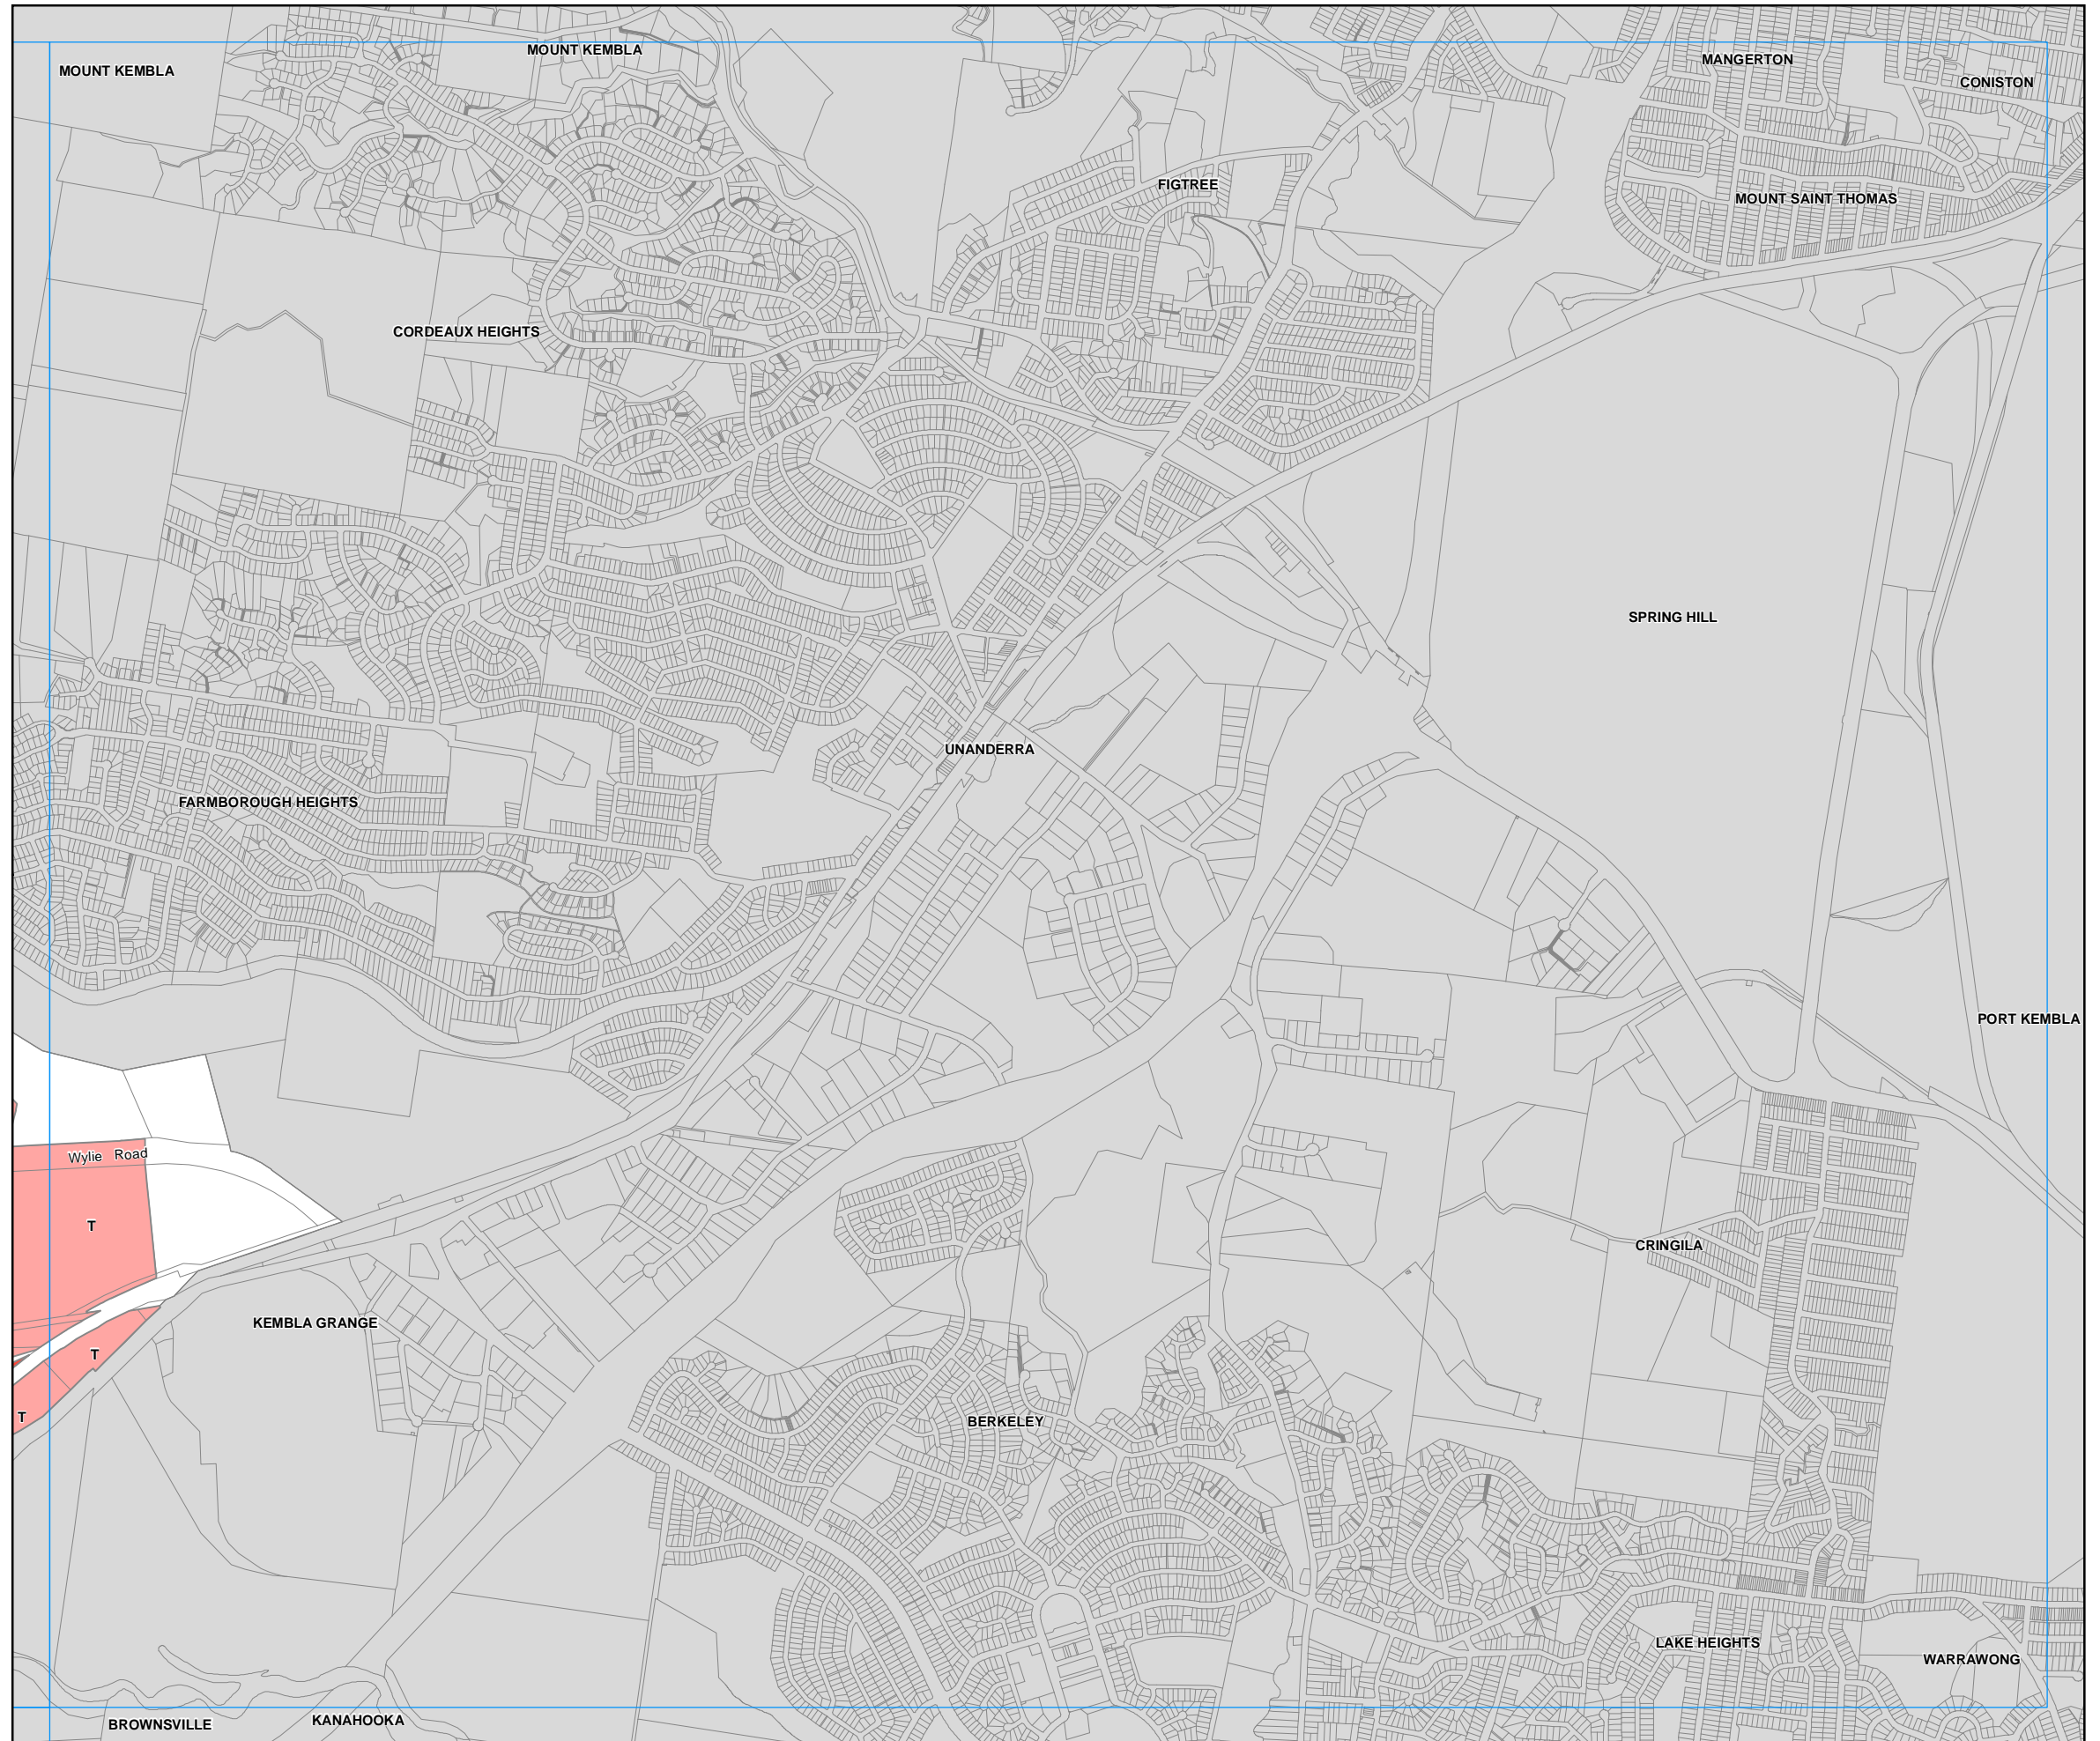 MOUNT KEMBLA
MOUNT KEMBLA
MANGERTON
CONISTON
FIGTREE
MOUNT SAINT THOMAS
CORDEAUX HEIGHTS
SPRING HILL
UNANDERRA
FARMBOROUGH HEIGHTS
PORT KEMBLA
Wylie Road
T
CRINGILA
KEMBLA GRANGE
T
T
BERKELEY
LAKE HEIGHTS
WARRAWONG
BROWNSVILLE
KANAHOOKA